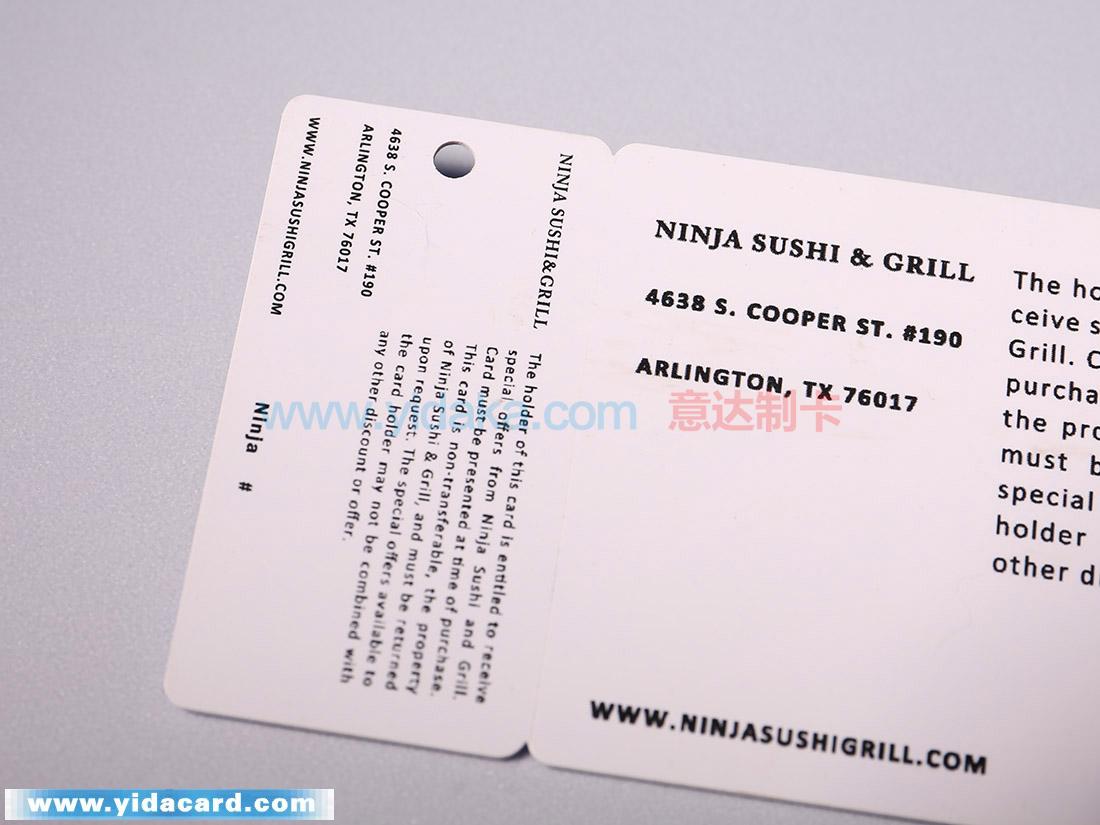 NINJA SUSHI&GRILL
4638 S. COOPER ST. #190
ARLINGTON, TX 76017
WWW.NINJASUSHIGRILL.COM
The holder of this card is entitled to receive
special offers from Ninja Sushi and Grill.
Card must be presented at time of purchase.
This card is non-transferable, the property
of Ninja Sushi & Grill, and must be returned
upon request. The special offers available to
the card holder may not be combined with
any other discount or offer.
Ninja #
NINJA SUSHI & GRILL
4638 S. COOPER ST. #190
ARLINGTON, TX 76017
WWW.NINJASUSHIGRILL.COM
The ho
ceive s
Grill. C
purcha
the pro
must b
special
holder
other di
www.yidaka.com 意达制卡
www.yidacard.com